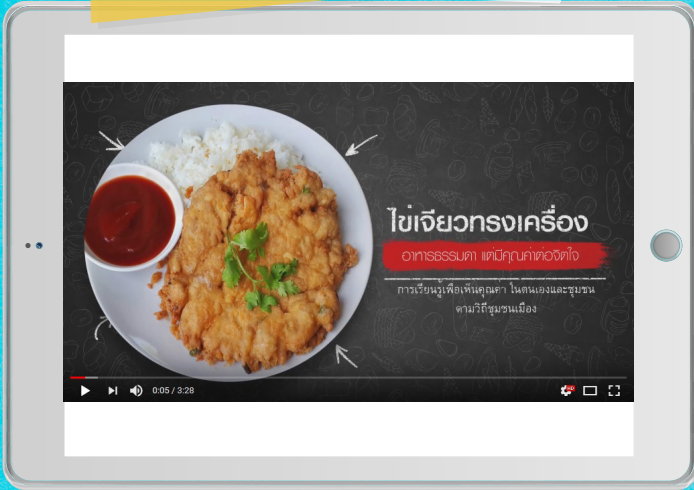 ไข่เจียวทรงเครื่อง
อาหารธรรมดา แต่มีคุณค่าต่อจิตใจ
การเรียนรู้เพื่อเห็นคุณค่า ในตนเองและชุมชน
ตามวิถีชุมชนเมือง
0:05 / 3:28
HD